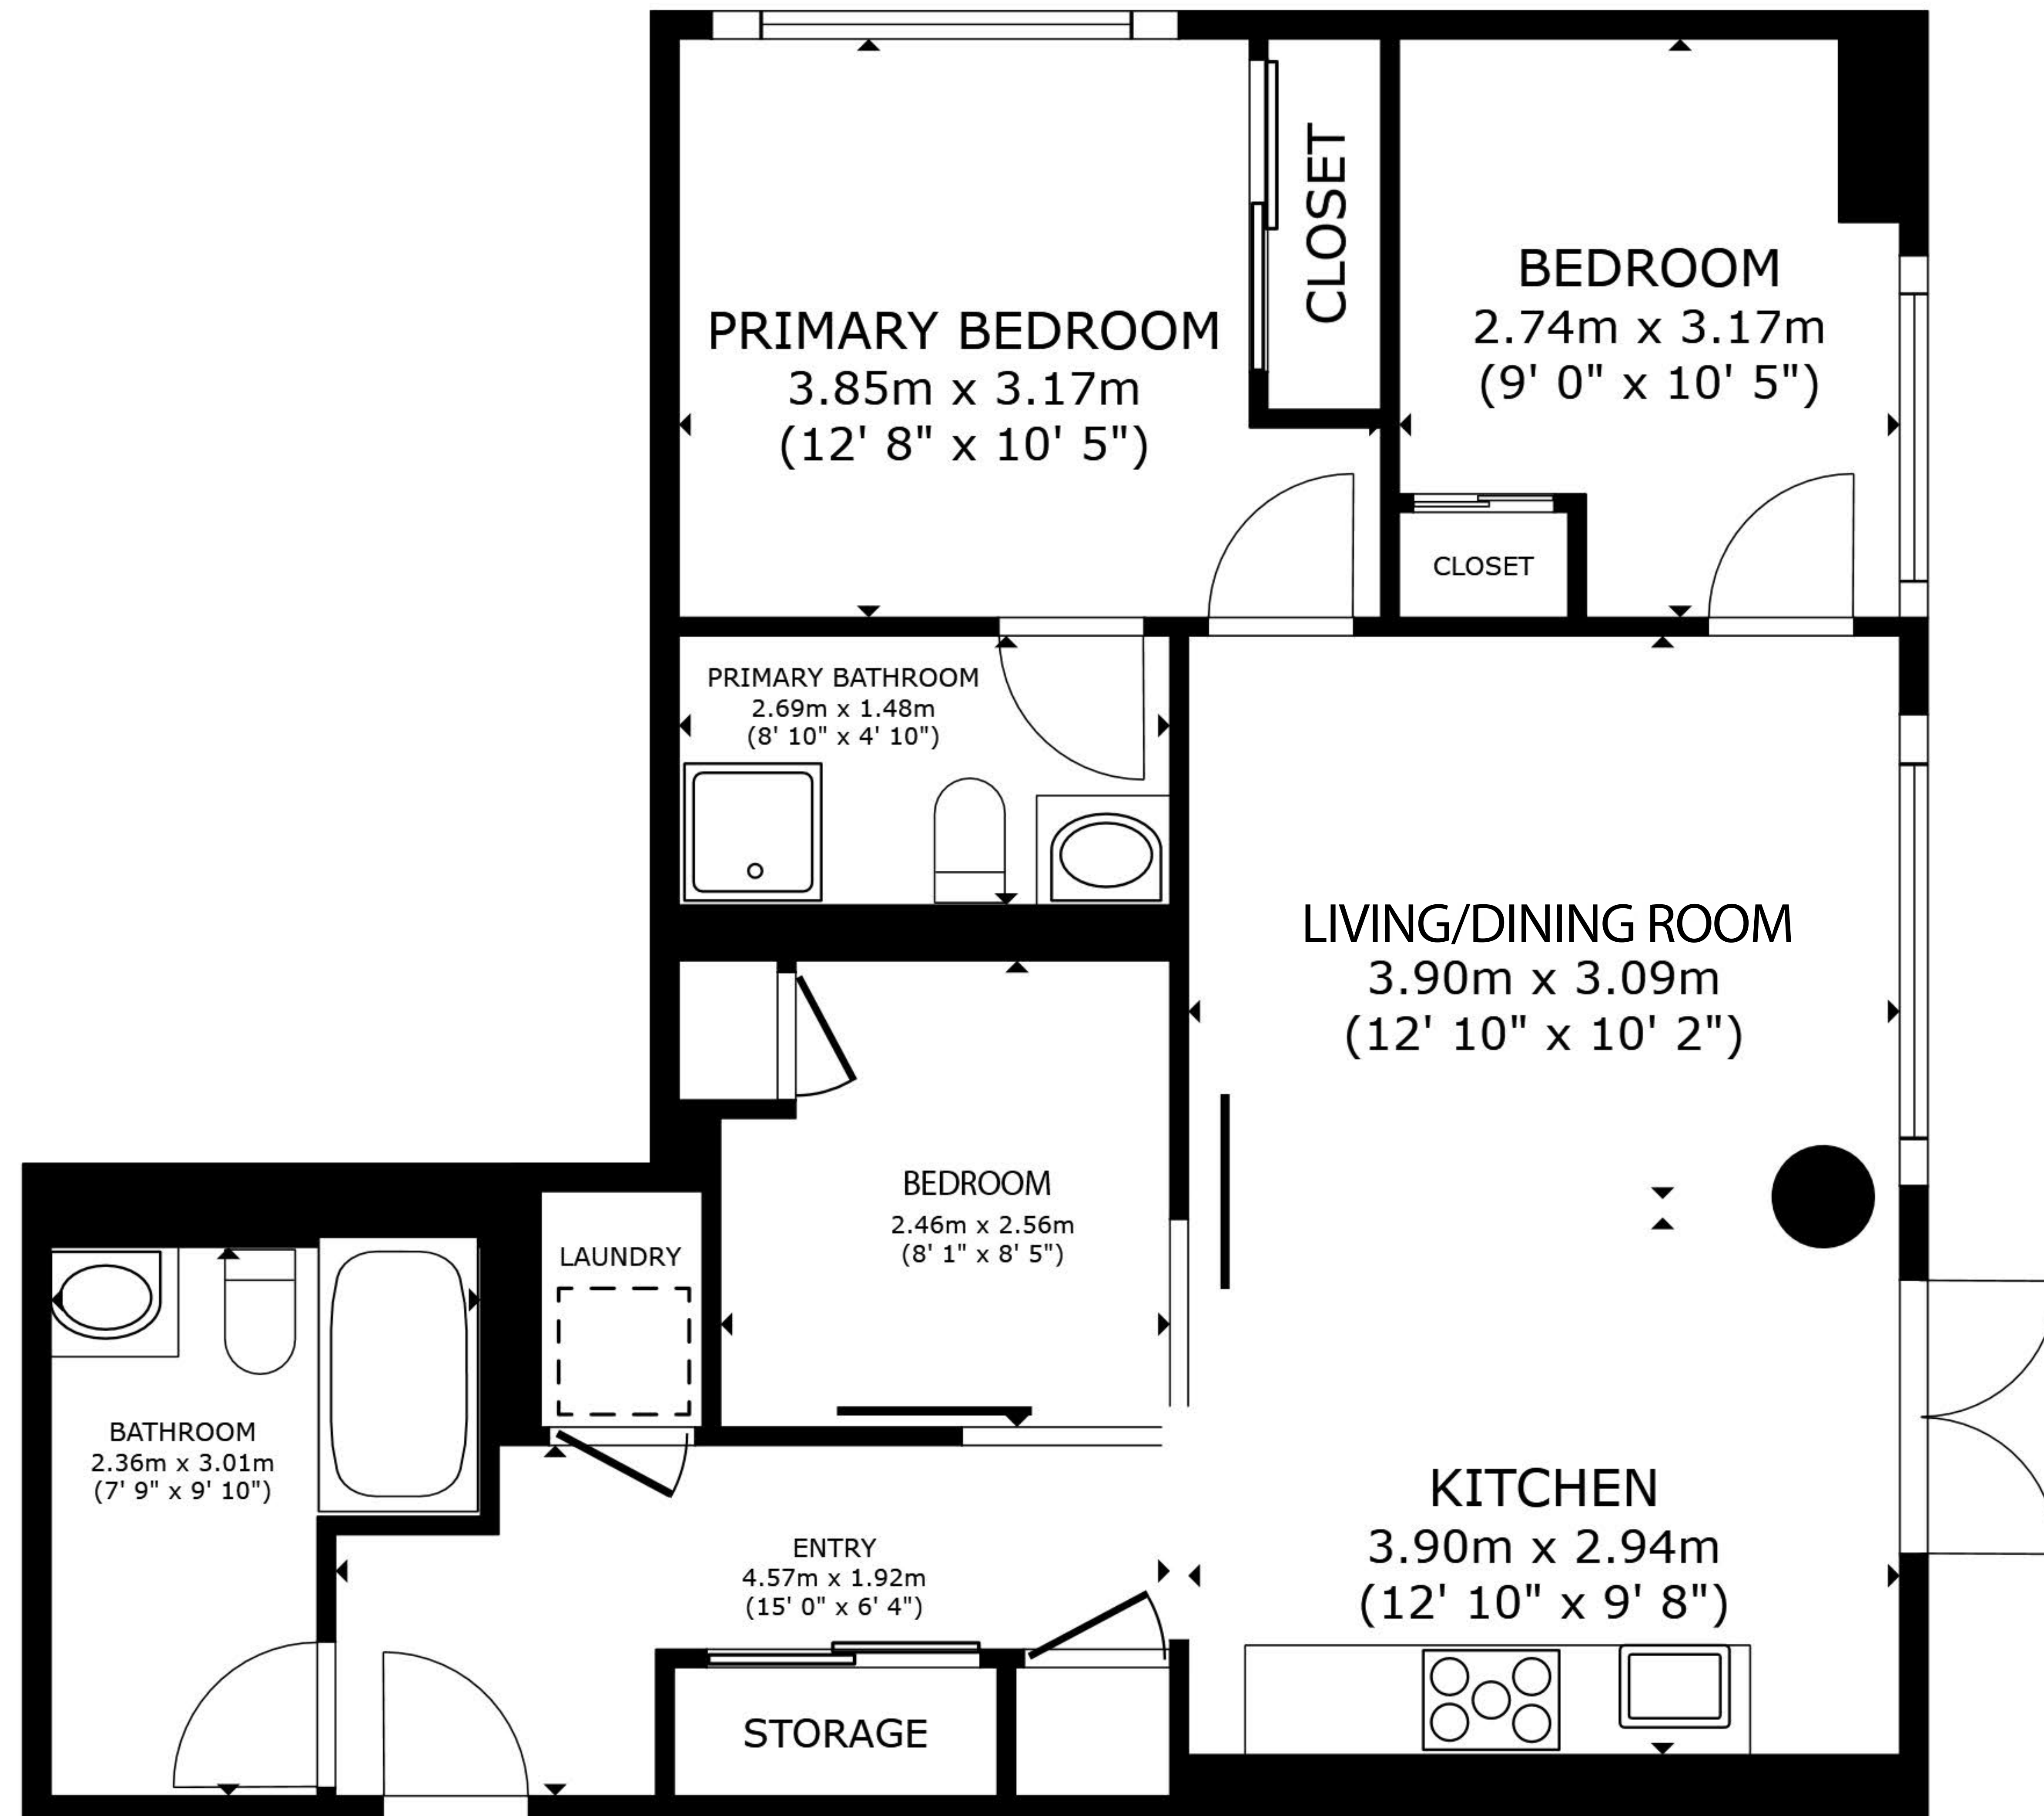 PRIMARY BEDROOM
3.85m x 3.17m
(12' 8" x 10' 5")
CLOSET
BEDROOM
2.74m x 3.17m
(9' 0" x 10' 5")
CLOSET
PRIMARY BATHROOM
2.69m x 1.48m
(8' 10" x 4' 10")
LIVING/DINING ROOM
3.90m x 3.09m
(12' 10" x 10' 2")
BEDROOM
2.46m x 2.56m
(8' 1" x 8' 5")
LAUNDRY
BATHROOM
2.36m x 3.01m
(7' 9" x 9' 10")
ENTRY
4.57m x 1.92m
(15' 0" x 6' 4")
KITCHEN
3.90m x 2.94m
(12' 10" x 9' 8")
STORAGE